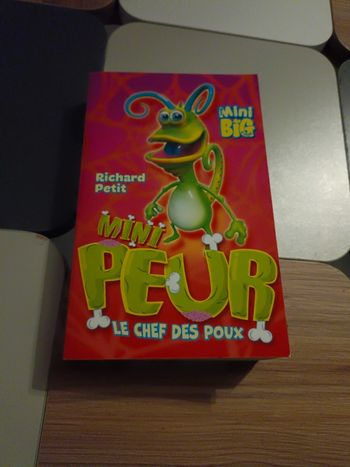 Mini
BiG
Richard
Petit
MINI
PEUR
LE CHEF DES POUX